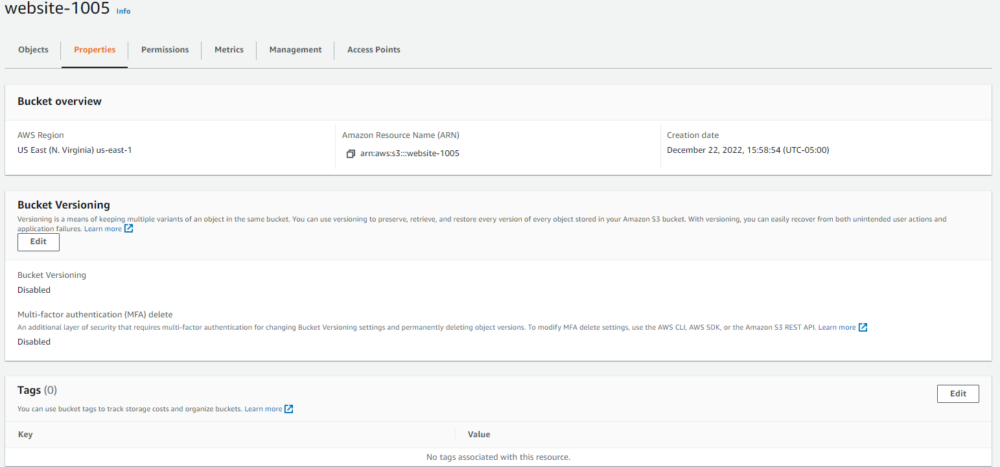 website-1005 Info
Objects Properties Permissions Metrics Management Access Points
Bucket overview
AWS Region
US East (N. Virginia) us-east-1
Amazon Resource Name (ARN)
arn:aws:s3:::website-1005
Creation date
December 22, 2022, 15:58:54 (UTC-05:00)
Bucket Versioning
Versioning is a means of keeping multiple variants of an object in the same bucket. You can use versioning to preserve, retrieve, and restore every version of every object stored in your Amazon S3 bucket. With versioning, you can easily recover from both unintended user actions and
application failures. Learn more
Edit
Bucket Versioning
Disabled
Multi-factor authentication (MFA) delete
An additional layer of security that requires multi-factor authentication for changing Bucket Versioning settings and permanently deleting object versions. To modify MFA delete settings, use the AWS CLI, AWS SDK, or the Amazon S3 REST API. Learn more
Disabled
Tags (0)
Edit
You can use bucket tags to track storage costs and organize buckets. Learn more
Key Value
No tags associated with this resource.